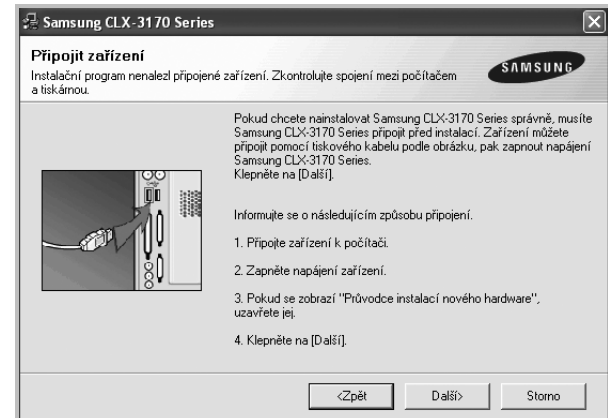 Samsung CLX-3170 Series
Připojit zařízení
Instalační program nenalezl připojené zařízení. Zkontrolujte spojení mezi počítačem
a tiskárnou.
SAMSUNG
Pokud chcete nainstalovat Samsung CLX-3170 Series správně, musíte
Samsung CLX-3170 Series připojit před instalací. Zařízení můžete
připojit pomocí tiskového kabelu podle obrázku, pak zapnout napájení
Samsung CLX-3170 Series.
Klepněte na [Další].
Informujte se o následujícím způsobu připojení.
1. Připojte zařízení k počítači.
2. Zapněte napájení zařízení.
3. Pokud se zobrazí "Průvodce instalací nového hardware",
uzavřete jej.
4. Klepněte na [Další].
<Zpět
Další>
Storno